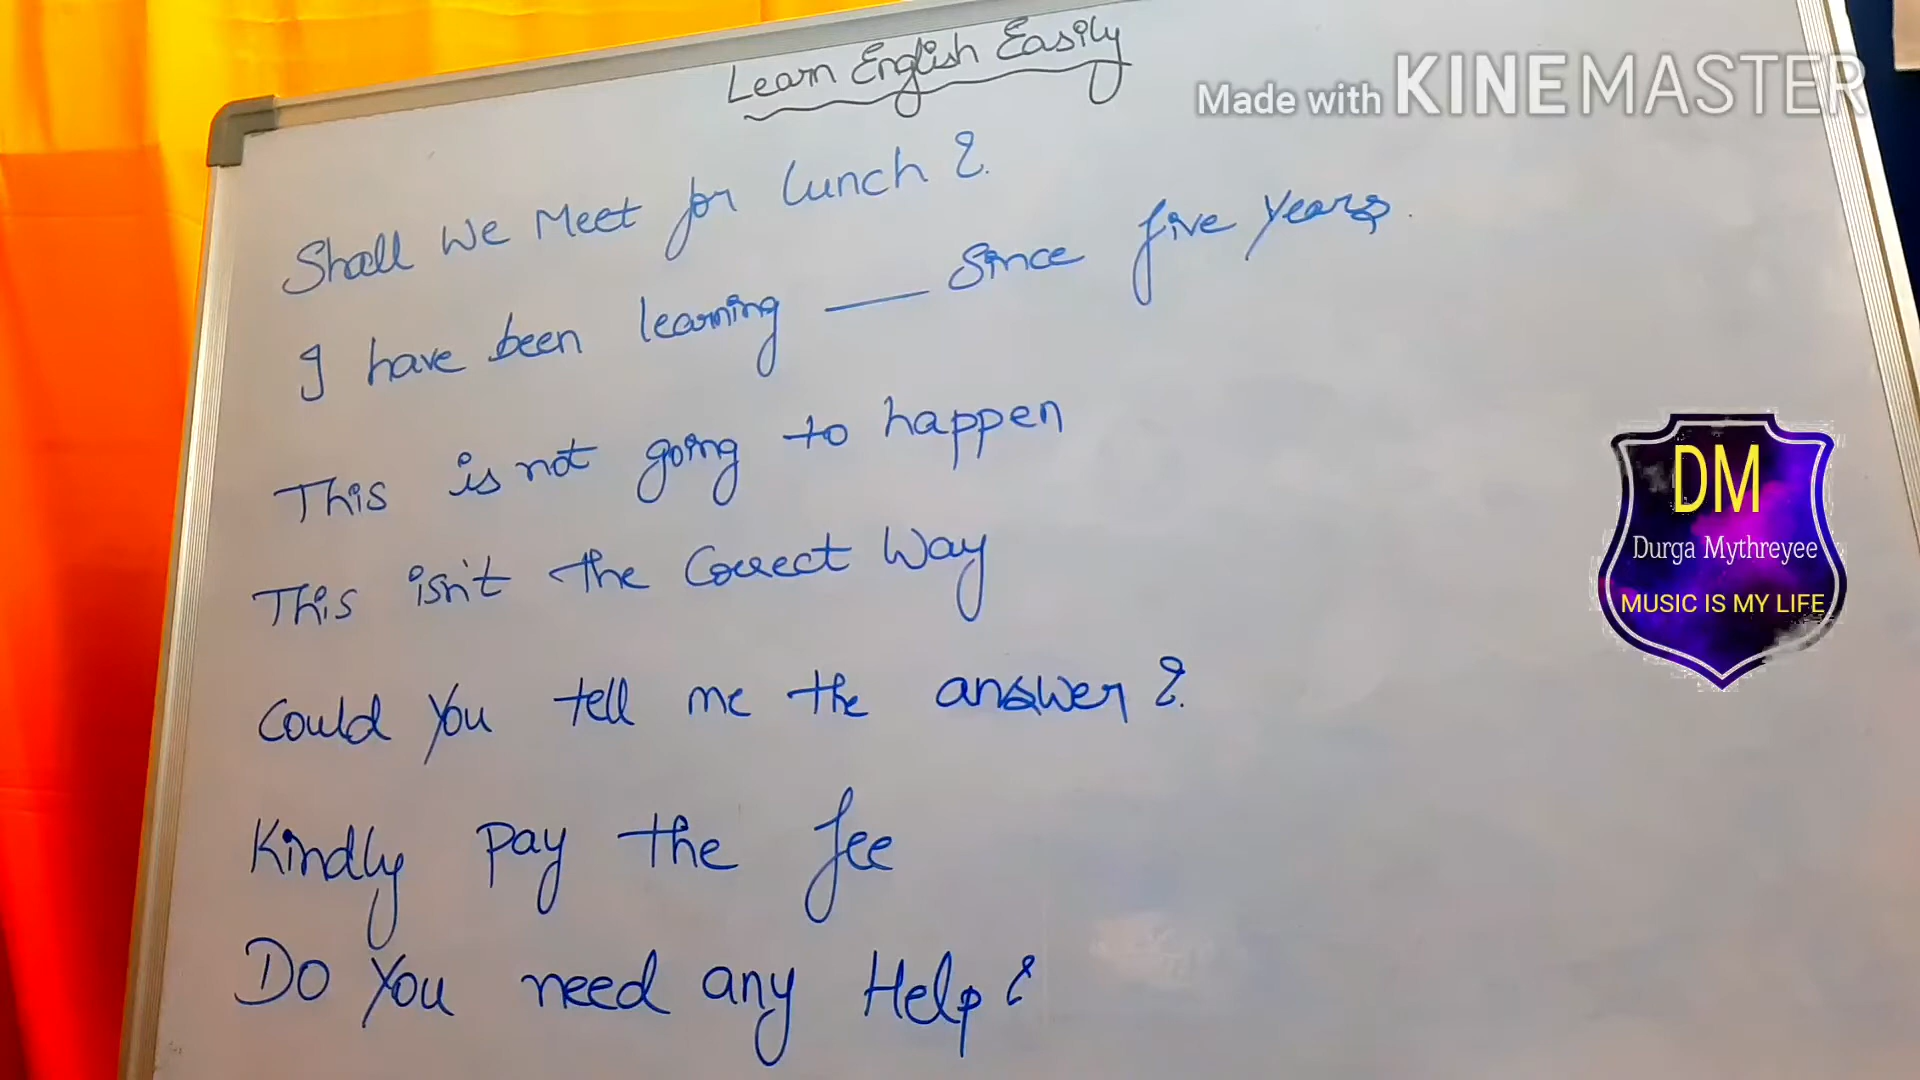 Learn English Easily
Made with KINEMASTER
Shall We Meet for Lunch?
I have been learning ___ Since five Years.
This is not going to happen
This isn't the Correct Way
Could You tell me the answer?
Kindly Pay the fee
Do You need any Help?
DM
Durga Mythreyee
MUSIC IS MY LIFE